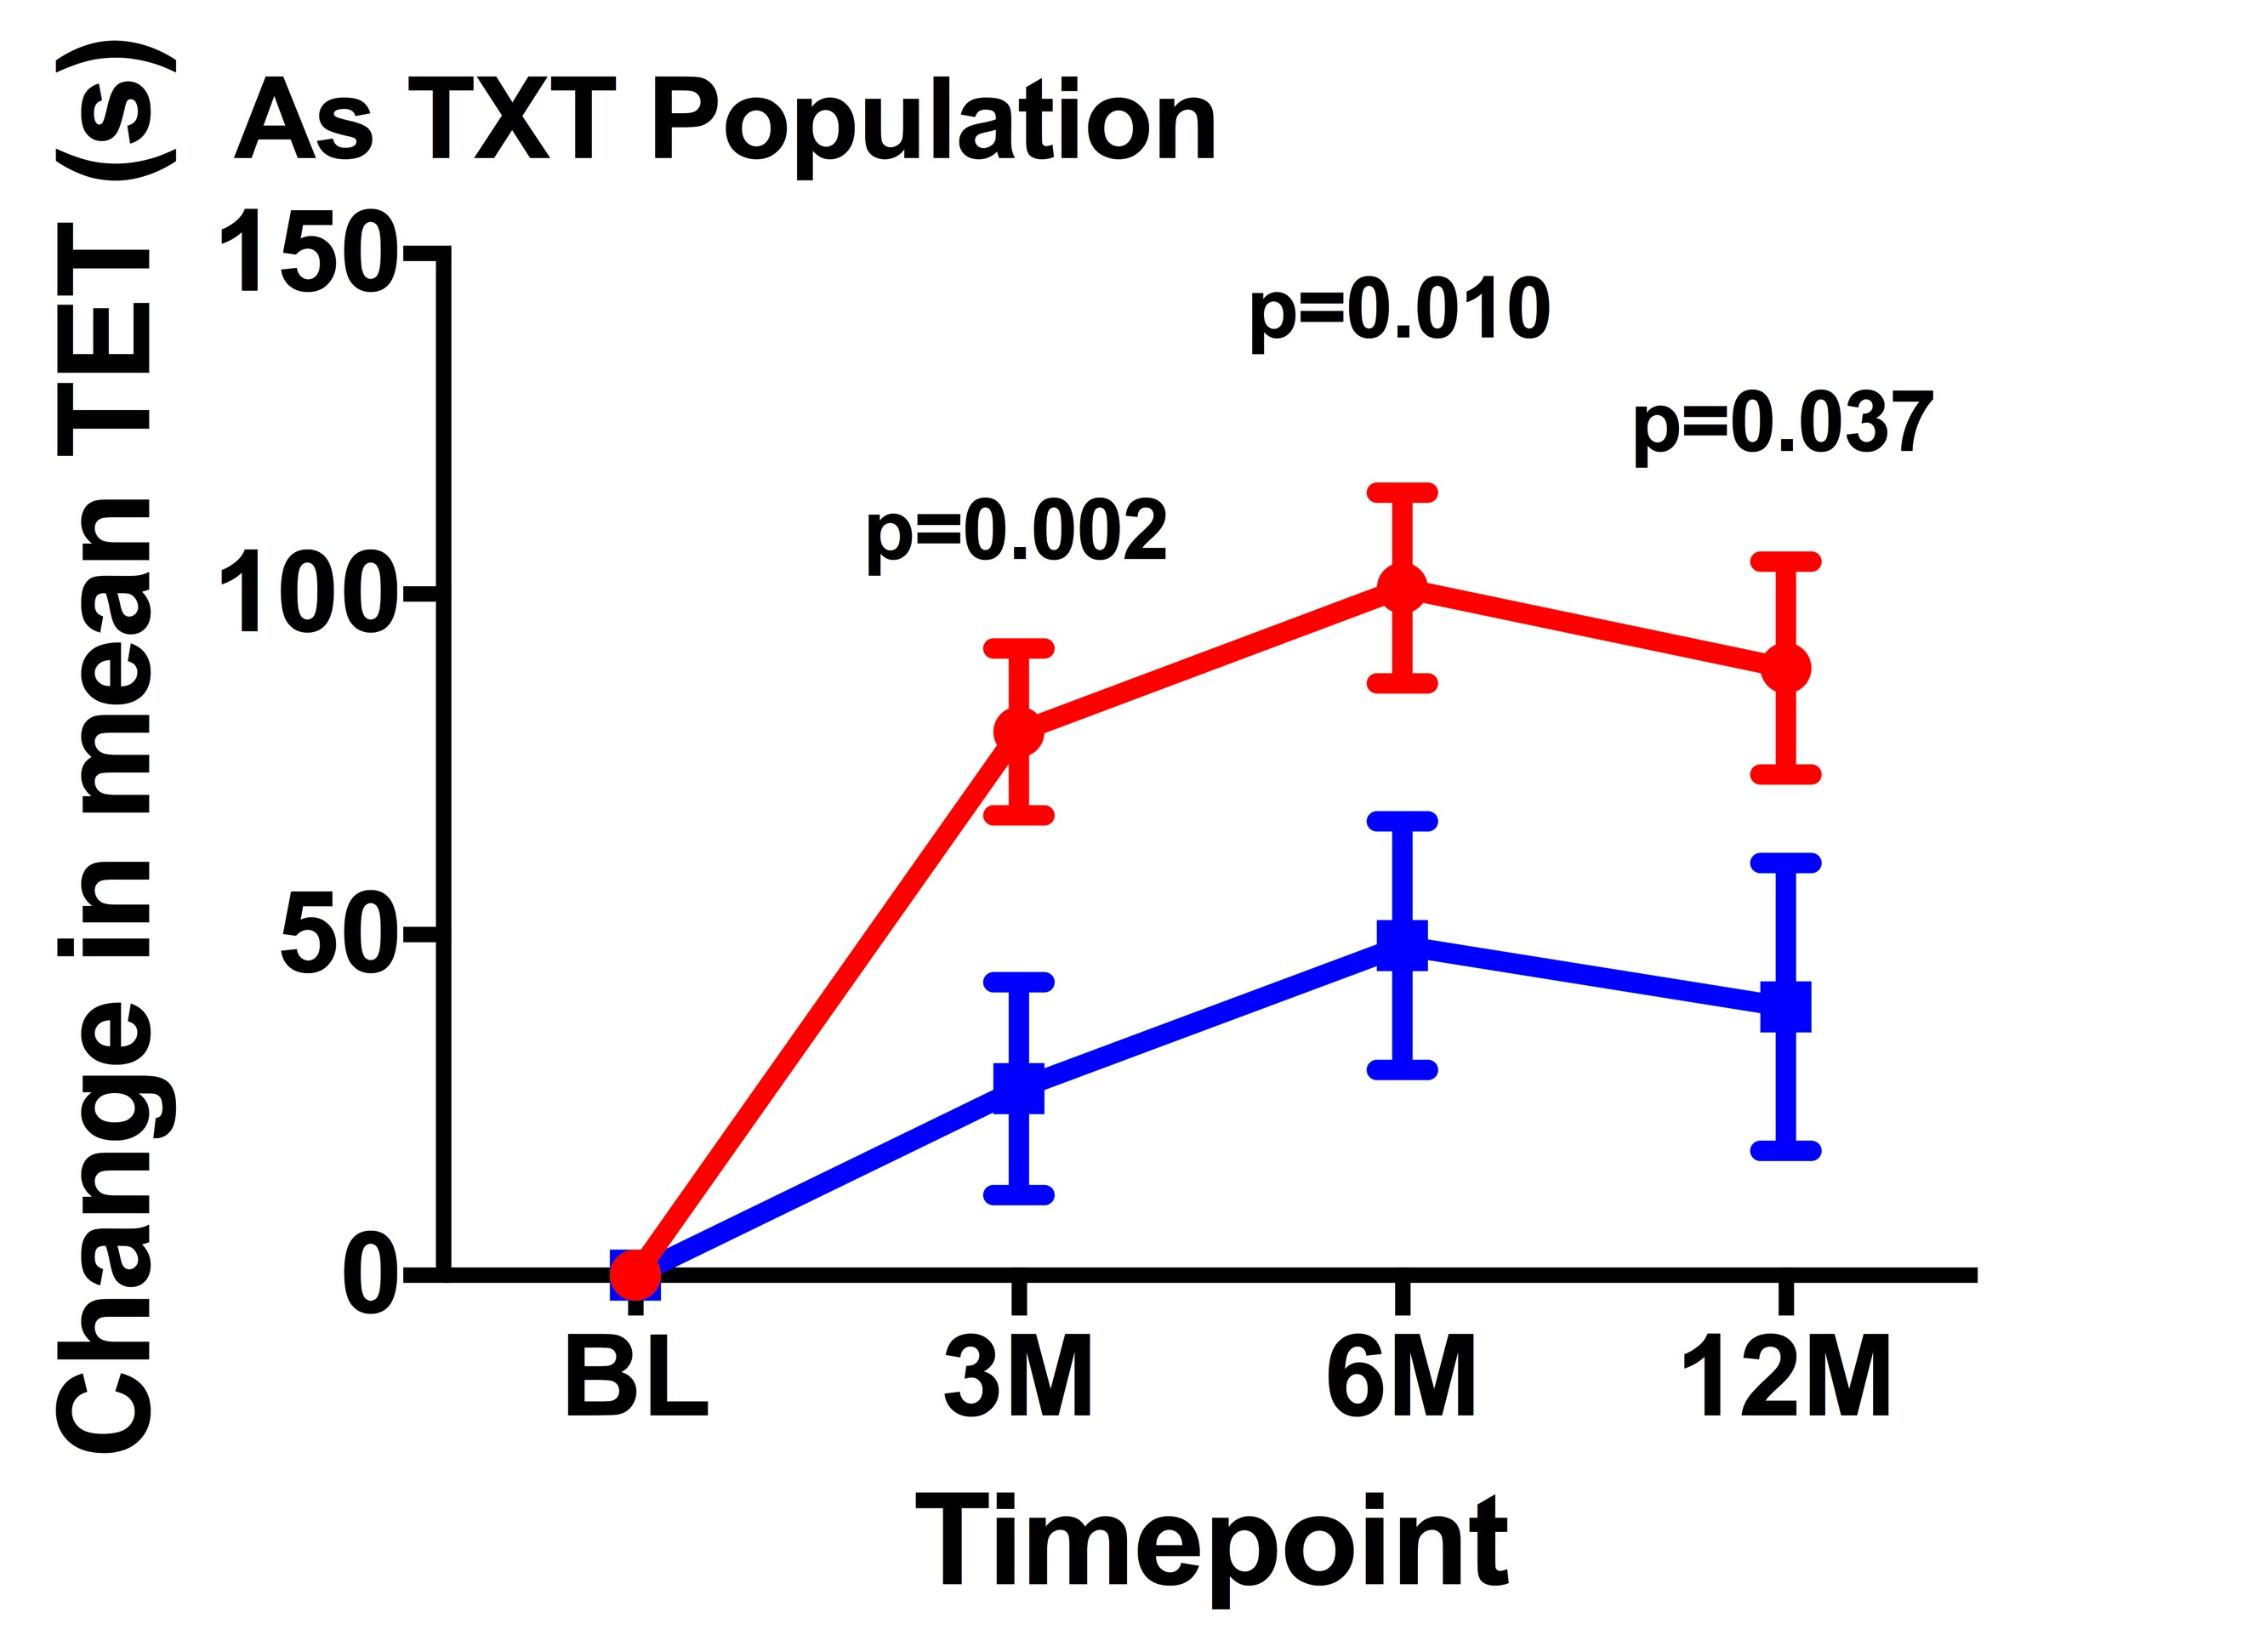 Change in mean TET (s)
As TXT Population
150
100
50
0
p=0.002
p=0.010
p=0.037
BL
3M
6M
12M
Timepoint